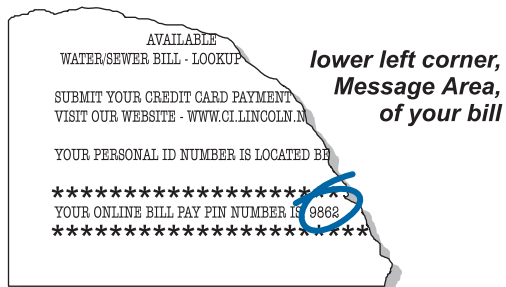 AVAILABLE
WATER/SEWER BILL - LOOKUP
SUBMIT YOUR CREDIT CARD PAYMENT
VISIT OUR WEBSITE - WWW.CI.LINCOLN.N
YOUR PERSONAL ID NUMBER IS LOCATED BE
**********************
YOUR ONLINE BILL PAY PIN NUMBER IS 9862
**********************
lower left corner,
Message Area,
of your bill